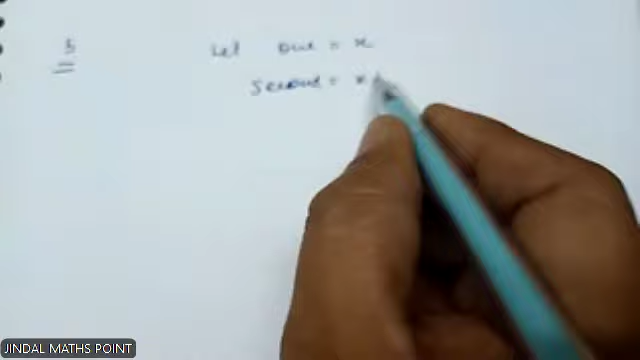 5 Let one = x
Second = x
JINDAL MATHS POINT